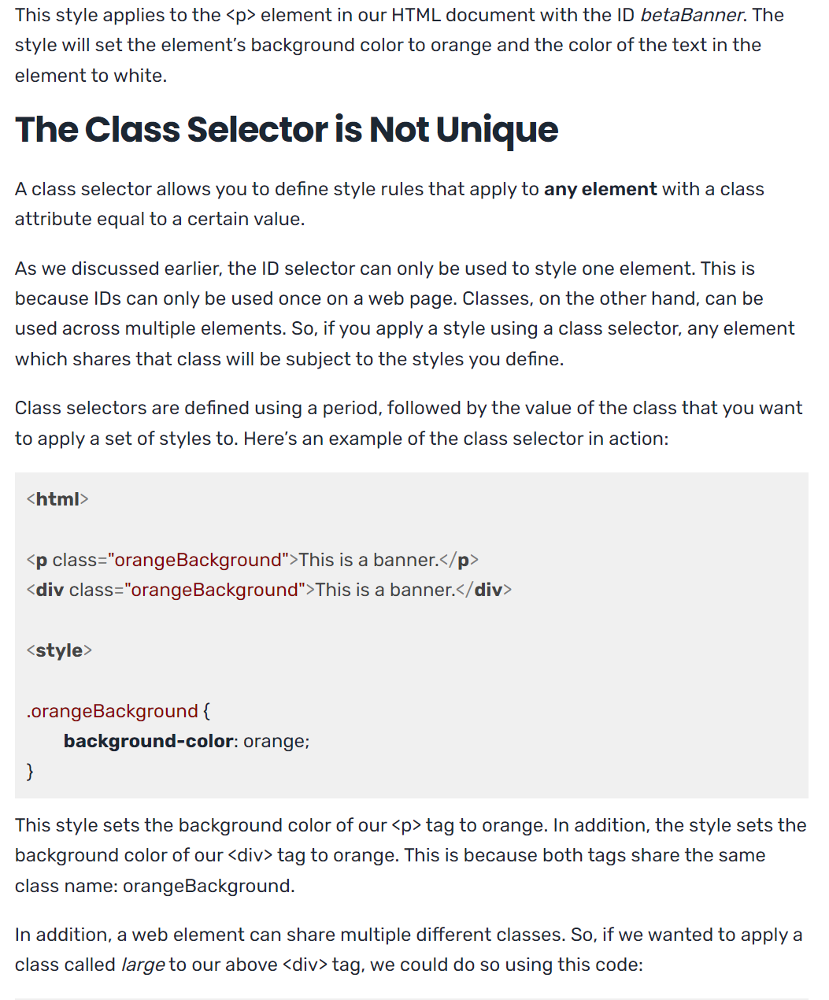 This style applies to the <p> element in our HTML document with the ID betaBanner. The
style will set the element’s background color to orange and the color of the text in the
element to white.
The Class Selector is Not Unique
A class selector allows you to define style rules that apply to any element with a class
attribute equal to a certain value.
As we discussed earlier, the ID selector can only be used to style one element. This is
because IDs can only be used once on a web page. Classes, on the other hand, can be
used across multiple elements. So, if you apply a style using a class selector, any element
which shares that class will be subject to the styles you define.
Class selectors are defined using a period, followed by the value of the class that you want
to apply a set of styles to. Here’s an example of the class selector in action:
<html>
<p class="orangeBackground">This is a banner.</p>
<div class="orangeBackground">This is a banner.</div>
<style>
.orangeBackground {
background-color: orange;
}
This style sets the background color of our <p> tag to orange. In addition, the style sets the
background color of our <div> tag to orange. This is because both tags share the same
class name: orangeBackground.
In addition, a web element can share multiple different classes. So, if we wanted to apply a
class called large to our above <div> tag, we could do so using this code: